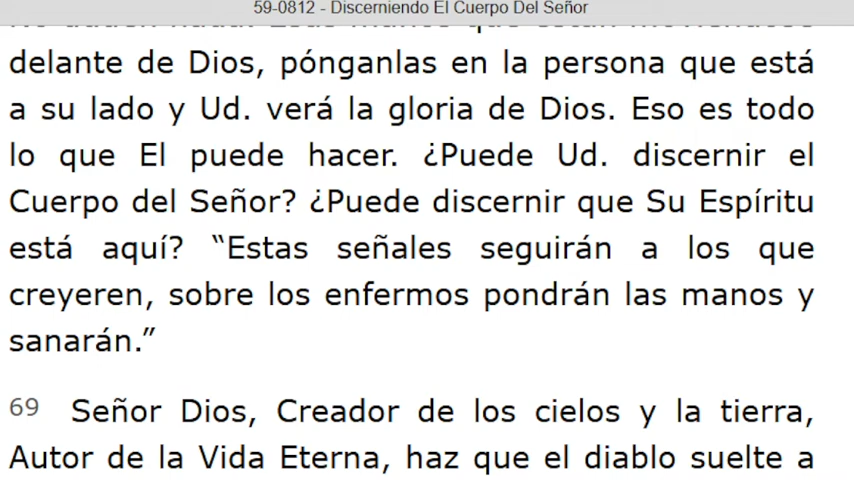 59-0812 - Discerniendo El Cuerpo Del Señor
delante de Dios, pónganlas en la persona que está
a su lado y Ud. verá la gloria de Dios. Eso es todo
lo que El puede hacer. ¿Puede Ud. discernir el
Cuerpo del Señor? ¿Puede discernir que Su Espíritu
está aquí? “Estas señales seguirán a los que
creyeren, sobre los enfermos pondrán las manos y
sanarán.”
69 Señor Dios, Creador de los cielos y la tierra,
Autor de la Vida Eterna, haz que el diablo suelte a